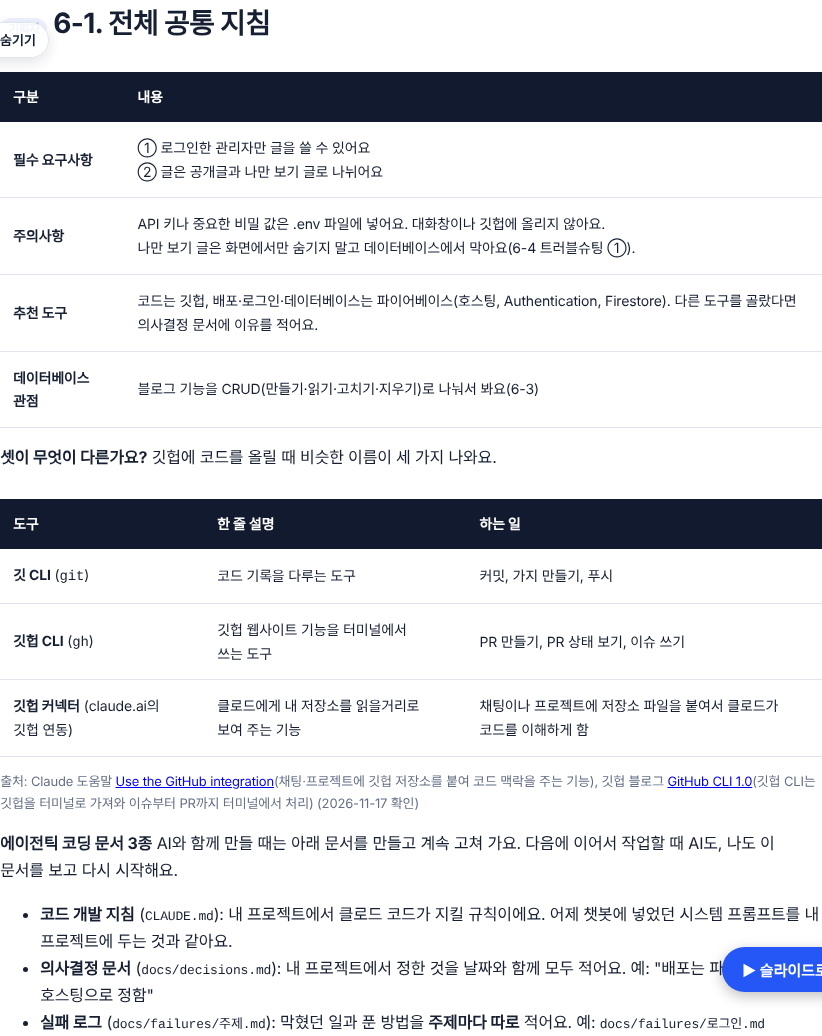 숨기기
6-1. 전체 공통 지침
구분 내용
필수 요구사항
① 로그인한 관리자만 글을 쓸 수 있어요
② 글은 공개글과 나만 보기 글로 나뉘어요
주의사항
API 키나 중요한 비밀 값은 .env 파일에 넣어요. 대화창이나 깃헙에 올리지 않아요.
나만 보기 글은 화면에서만 숨기지 말고 데이터베이스에서 막아요(6-4 트러블슈팅 ①).
추천 도구
코드는 깃헙, 배포·로그인·데이터베이스는 파이어베이스(호스팅, Authentication, Firestore). 다른 도구를 골랐다면
의사결정 문서에 이유를 적어요.
데이터베이스
관점
블로그 기능을 CRUD(만들기·읽기·고치기·지우기)로 나눠서 봐요(6-3)
셋이 무엇이 다른가요? 깃헙에 코드를 올릴 때 비슷한 이름이 세 가지 나와요.
도구 한 줄 설명 하는 일
깃 CLI (git) 코드 기록을 다루는 도구 커밋, 가지 만들기, 푸시
깃헙 CLI (gh)
깃헙 웹사이트 기능을 터미널에서
쓰는 도구
PR 만들기, PR 상태 보기, 이슈 쓰기
깃헙 커넥터 (claude.ai의
깃헙 연동)
클로드에게 내 저장소를 읽을거리로
보여 주는 기능
채팅이나 프로젝트에 저장소 파일을 붙여서 클로드가
코드를 이해하게 함
출처: Claude 도움말 Use the GitHub integration(채팅·프로젝트에 깃헙 저장소를 붙여 코드 맥락을 주는 기능), 깃헙 블로그 GitHub CLI 1.0(깃헙 CLI는
깃헙을 터미널로 가져와 이슈부터 PR까지 터미널에서 처리) (2026-11-17 확인)
에이전틱 코딩 문서 3종 AI와 함께 만들 때는 아래 문서를 만들고 계속 고쳐 가요. 다음에 이어서 작업할 때 AI도, 나도 이
문서를 보고 다시 시작해요.
• 코드 개발 지침 (CLAUDE.md): 내 프로젝트에서 클로드 코드가 지킬 규칙이에요. 어제 챗봇에 넣었던 시스템 프롬프트를 내
프로젝트에 두는 것과 같아요.
• 의사결정 문서 (docs/decisions.md): 내 프로젝트에서 정한 것을 날짜와 함께 모두 적어요. 예: "배포는 파
호스팅으로 정함"
▶ 슬라이드로
• 실패 로그 (docs/failures/주제.md): 막혔던 일과 푼 방법을 주제마다 따로 적어요. 예: docs/failures/로그인.md